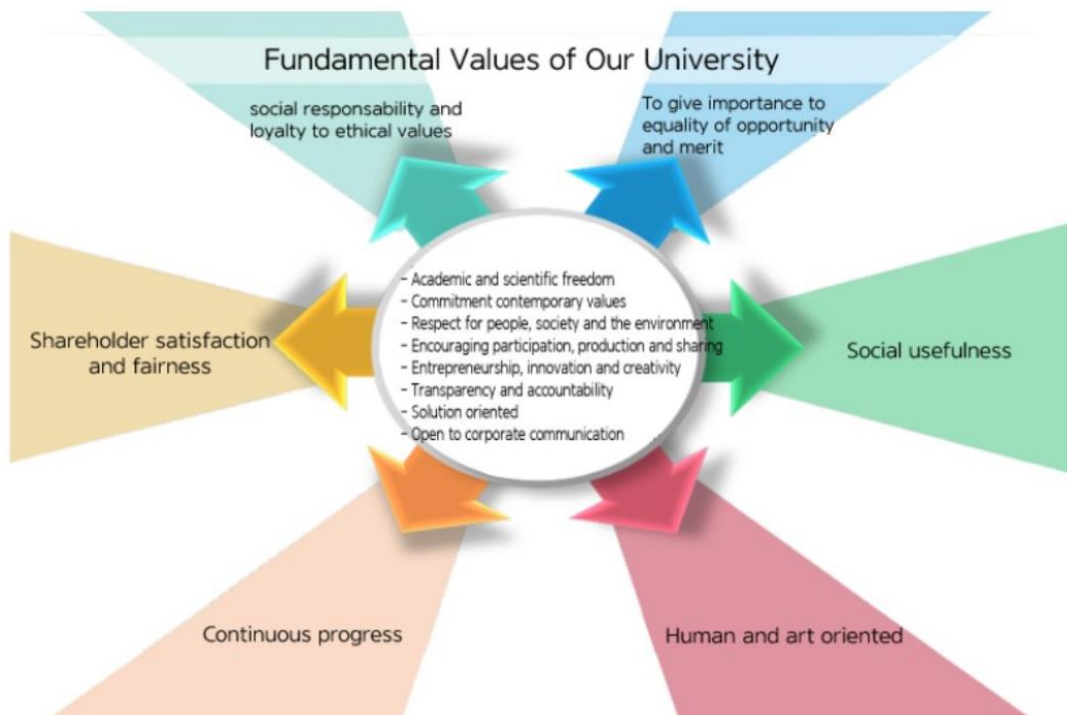 Fundamental Values of Our University
social responsability and
loyalty to ethical values
To give importance to
equality of opportunity
and merit
- Academic and scientific freedom
- Commitment contemporary values
- Respect for people, society and the environment
- Encouraging participation, production and sharing
- Entrepreneurship, innovation and creativity
- Transparency and accountability
- Solution oriented
- Open to corporate communication
Shareholder satisfaction
and fairness
Social usefulness
Continuous progress
Human and art oriented